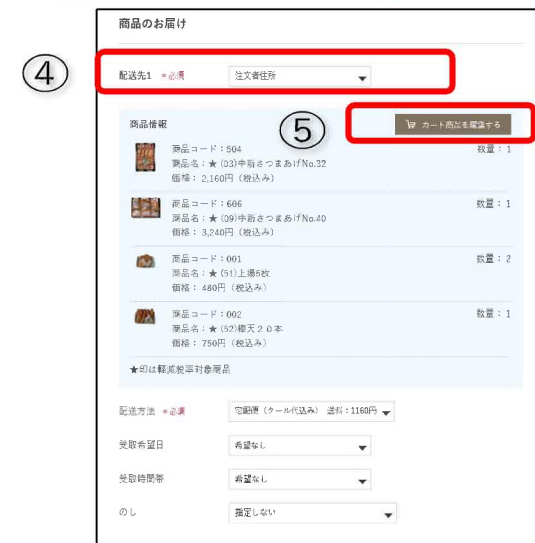 商品のお届け
④
配送先1 *必須 注文者住所
商品情報
⑤
カート商品を確認する
商品コード：504 数量：1
商品名：★(03)中新さつまあげNo.32
価格：2,160円（税込み）
商品コード：606 数量：1
商品名：★(09)中新さつまあげNo.40
価格：3,240円（税込み）
商品コード：001 数量：2
商品名：★(51)上揚5枚
価格：480円（税込み）
商品コード：002 数量：1
商品名：★(52)棒天２０本
価格：750円（税込み）
★印は軽減税率対象商品
配送方法 *必須 宅配便（クール代込み） 送料：1160円
受取希望日 希望なし
受取時間帯 希望なし
のし 指定しない